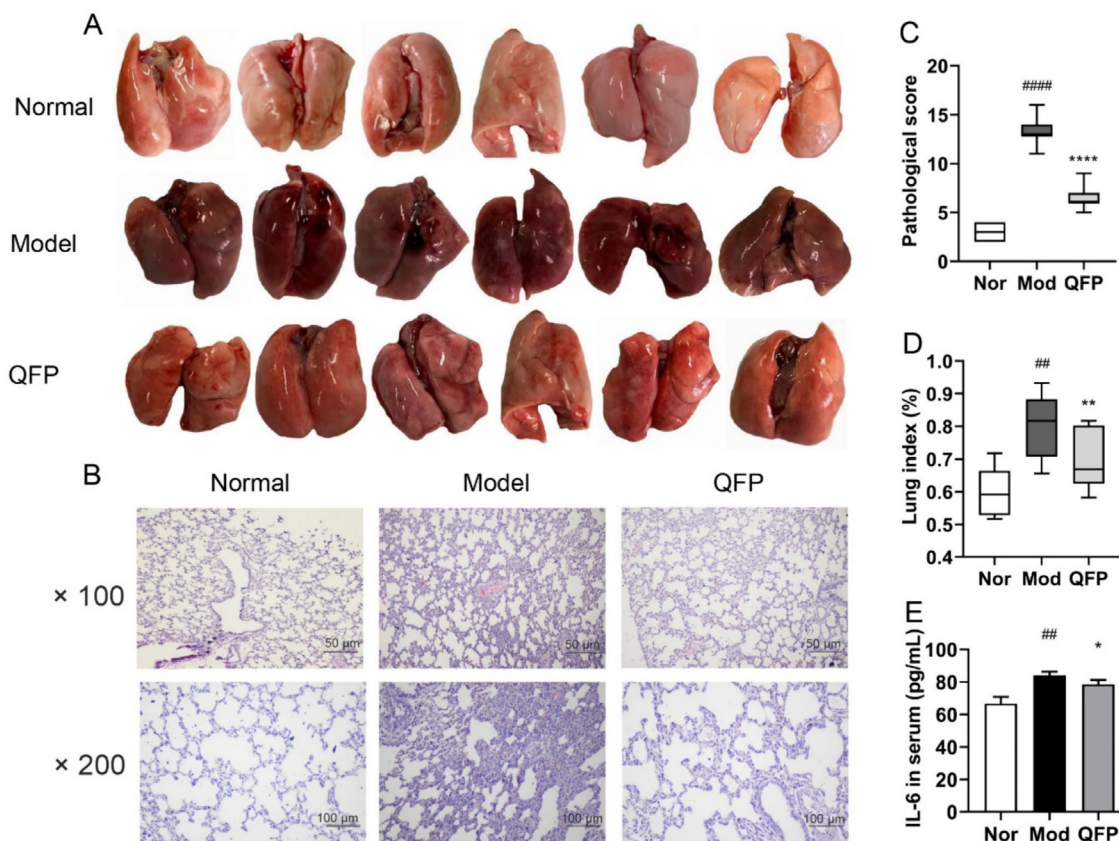 A
Normal
Model
QFP
B
Normal Model QFP
× 100
50 μm 50 μm 50 μm
× 200
100 μm 100 μm 100 μm
C
Pathological score
20
15
10
5
0
####
****
Nor Mod QFP
D
Lung index (%)
1.0
0.9
0.8
0.7
0.6
0.5
0.4
##
**
Nor Mod QFP
E
IL-6 in serum (pg/mL)
100
80
60
40
20
0
##
*
Nor Mod QFP